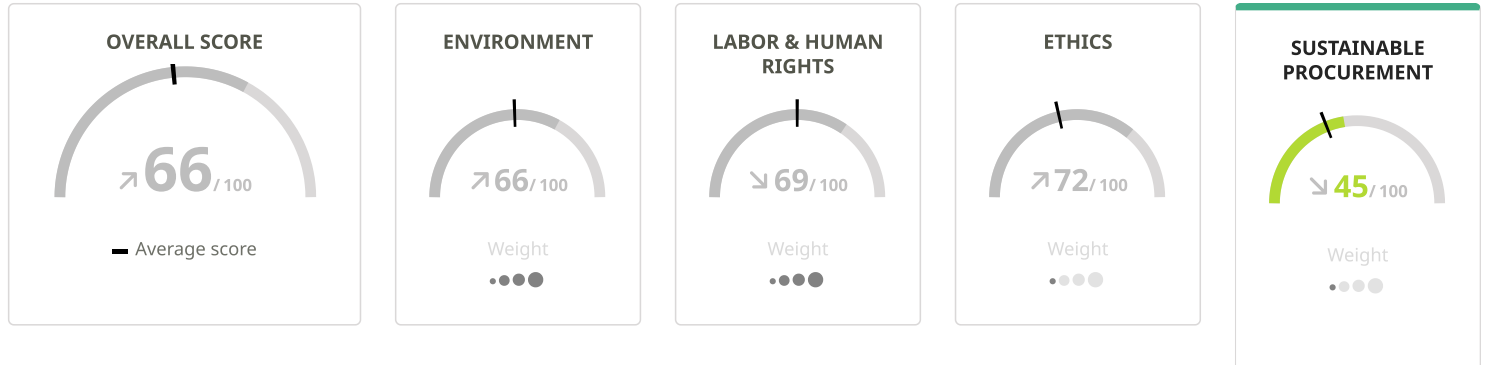 OVERALL SCORE
66 / 100
Average score
ENVIRONMENT
66 / 100
Weight
LABOR & HUMAN
RIGHTS
69 / 100
Weight
ETHICS
72 / 100
Weight
SUSTAINABLE
PROCUREMENT
45 / 100
Weight